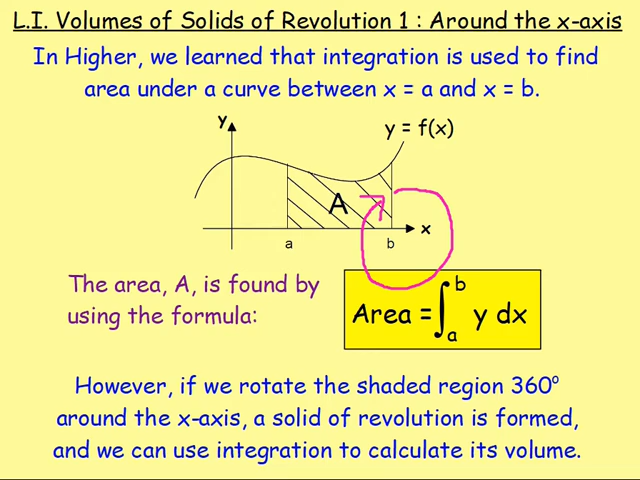 L.I. Volumes of Solids of Revolution 1 : Around the x-axis
In Higher, we learned that integration is used to find
area under a curve between x = a and x = b.
y
y = f(x)
A
x
a
b
The area, A, is found by
using the formula:
Area = ∫ₐᵇ y dx
However, if we rotate the shaded region 360°
around the x-axis, a solid of revolution is formed,
and we can use integration to calculate its volume.